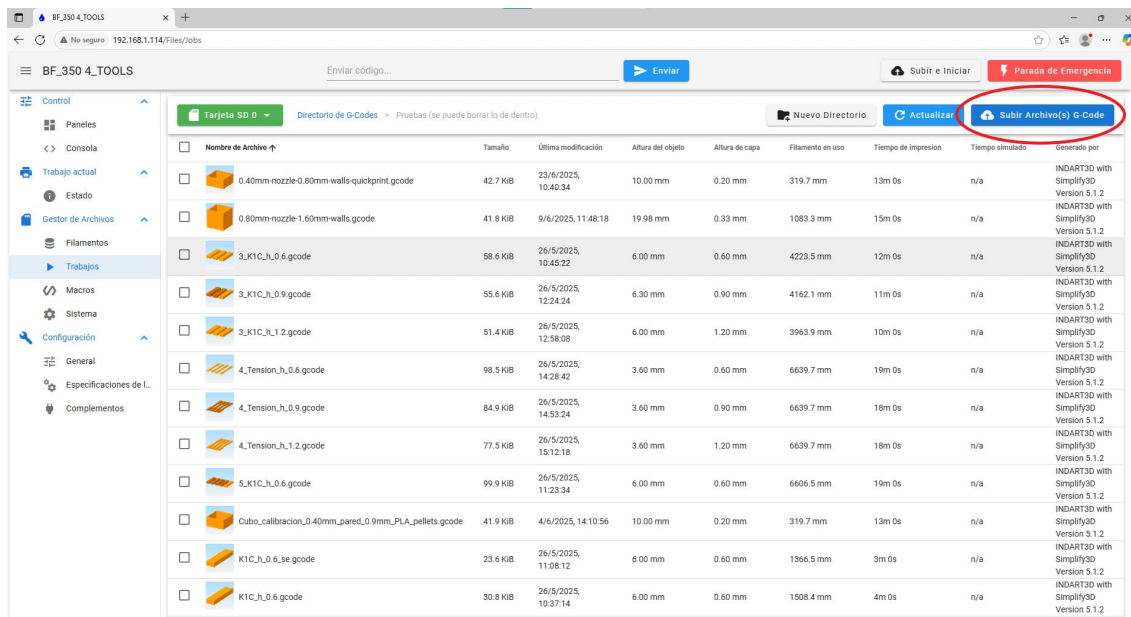 BF_350 4_TOOLS
No seguro 192.168.1.114/Files/Jobs
BF_350 4_TOOLS
Enviar código...
Enviar
Subir e Iniciar
Parada de Emergencia
Control
Paneles
Consola
Trabajo actual
Estado
Gestor de Archivos
Filamentos
Trabajos
Macros
Sistema
Configuración
General
Especificaciones de l...
Complementos
Tarjeta SD 0
Directorio de G-Codes > Pruebas (se puede borrar lo de dentro)
Nuevo Directorio
Actualizar
Subir Archivo(s) G-Code
Nombre de Archivo Tamaño Última modificación Altura del objeto Altura de capa Filamento en uso Tiempo de impresion Tiempo simulado Generado por
0.40mm-nozzle-0.80mm-walls-quickprint.gcode 42.7 KiB 23/6/2025, 10:40:34 10.00 mm 0.20 mm 319.7 mm 13m 0s n/a INDART3D with Simplify3D Version 5.1.2
0.80mm-nozzle-1.60mm-walls.gcode 41.8 KiB 9/6/2025, 11:48:18 19.98 mm 0.33 mm 1083.3 mm 15m 0s n/a INDART3D with Simplify3D Version 5.1.2
3_K1C_h_0.6.gcode 58.6 KiB 26/5/2025, 10:45:22 6.00 mm 0.60 mm 4223.5 mm 12m 0s n/a INDART3D with Simplify3D Version 5.1.2
3_K1C_h_0.9.gcode 55.6 KiB 26/5/2025, 12:24:24 6.30 mm 0.90 mm 4162.1 mm 11m 0s n/a INDART3D with Simplify3D Version 5.1.2
3_K1C_h_1.2.gcode 51.4 KiB 26/5/2025, 12:58:08 6.00 mm 1.20 mm 3963.9 mm 10m 0s n/a INDART3D with Simplify3D Version 5.1.2
4_Tension_h_0.6.gcode 98.5 KiB 26/5/2025, 14:28:42 3.60 mm 0.60 mm 6639.7 mm 19m 0s n/a INDART3D with Simplify3D Version 5.1.2
4_Tension_h_0.9.gcode 84.9 KiB 26/5/2025, 14:53:24 3.60 mm 0.90 mm 6639.7 mm 18m 0s n/a INDART3D with Simplify3D Version 5.1.2
4_Tension_h_1.2.gcode 77.5 KiB 26/5/2025, 15:12:18 3.60 mm 1.20 mm 6639.7 mm 18m 0s n/a INDART3D with Simplify3D Version 5.1.2
5_K1C_h_0.6.gcode 99.9 KiB 26/5/2025, 11:23:34 6.00 mm 0.60 mm 6606.5 mm 19m 0s n/a INDART3D with Simplify3D Version 5.1.2
Cubo_calibracion_0.40mm_pared_0.9mm_PLA_pellets.gcode 41.9 KiB 4/6/2025, 14:10:56 10.00 mm 0.20 mm 319.7 mm 13m 0s n/a INDART3D with Simplify3D Version 5.1.2
K1C_h_0.6_se.gcode 23.6 KiB 26/5/2025, 11:08:12 6.00 mm 0.60 mm 1366.5 mm 3m 0s n/a INDART3D with Simplify3D Version 5.1.2
K1C_h_0.6.gcode 30.8 KiB 26/5/2025, 10:37:14 6.00 mm 0.60 mm 1508.4 mm 4m 0s n/a INDART3D with Simplify3D Version 5.1.2